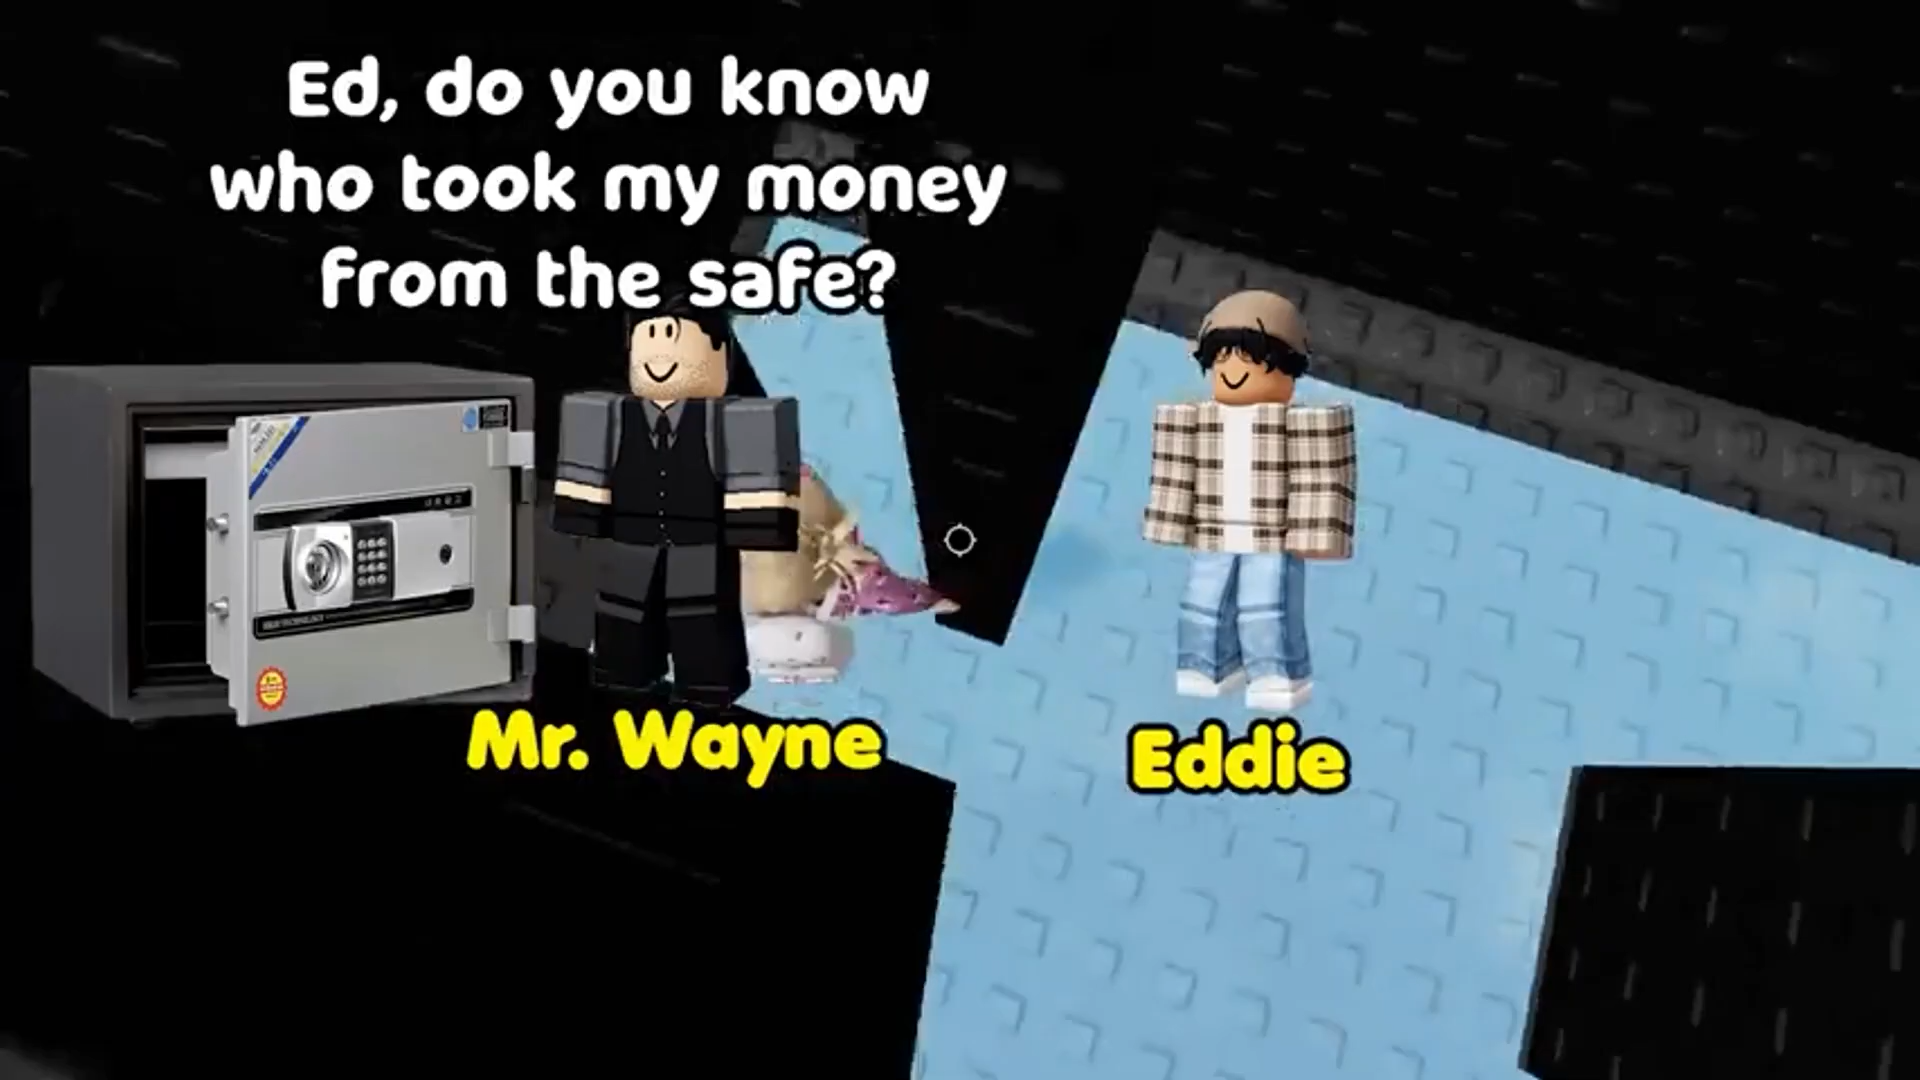 Ed, do you know
who took my money
from the safe?
Mr. Wayne
Eddie